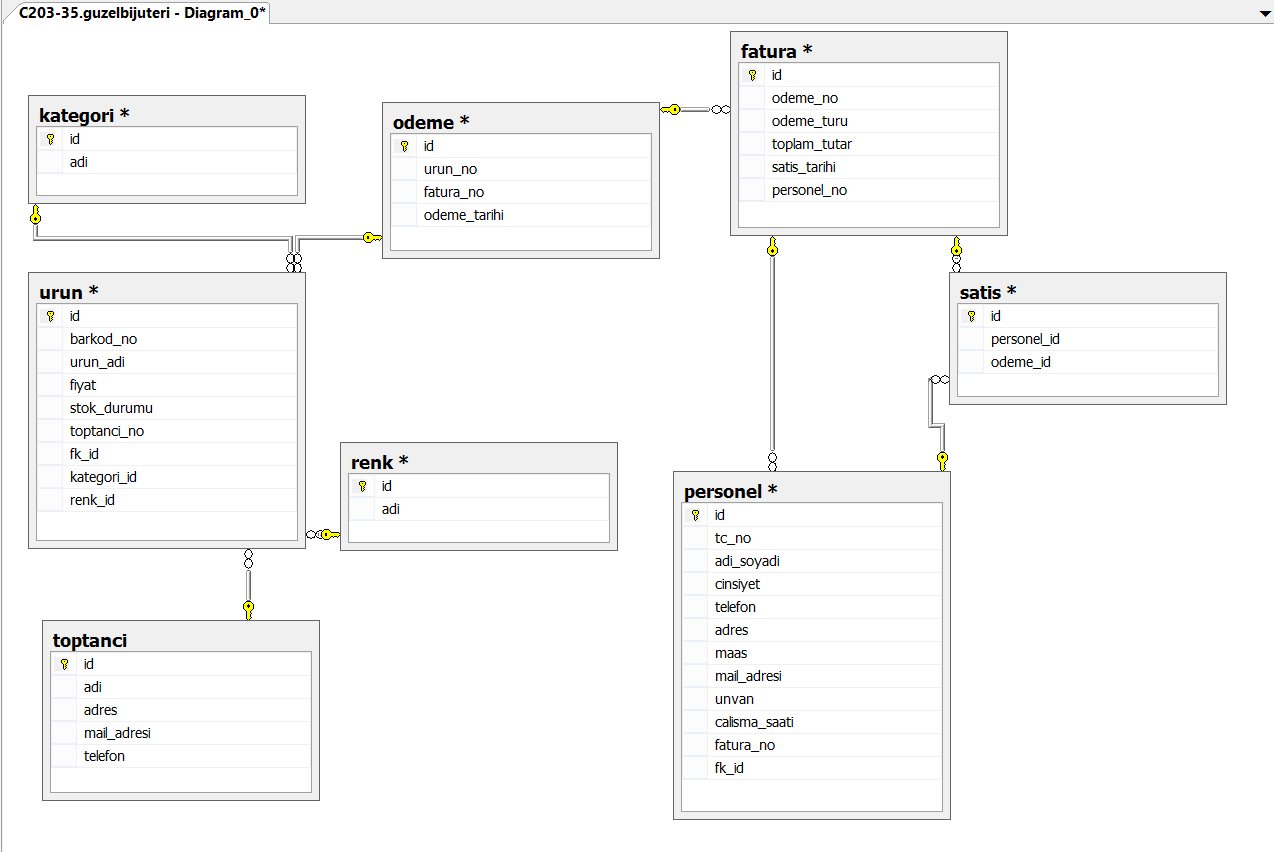 C203-35.guzelbijuteri - Diagram_0*
kategori *
id
adi
odeme *
id
urun_no
fatura_no
odeme_tarihi
fatura *
id
odeme_no
odeme_turu
toplam_tutar
satis_tarihi
personel_no
urun *
id
barkod_no
urun_adi
fiyat
stok_durumu
toptanci_no
fk_id
kategori_id
renk_id
satis *
id
personel_id
odeme_id
renk *
id
adi
personel *
id
tc_no
adi_soyadi
cinsiyet
telefon
adres
maas
mail_adresi
unvan
calisma_saati
fatura_no
fk_id
toptanci
id
adi
adres
mail_adresi
telefon